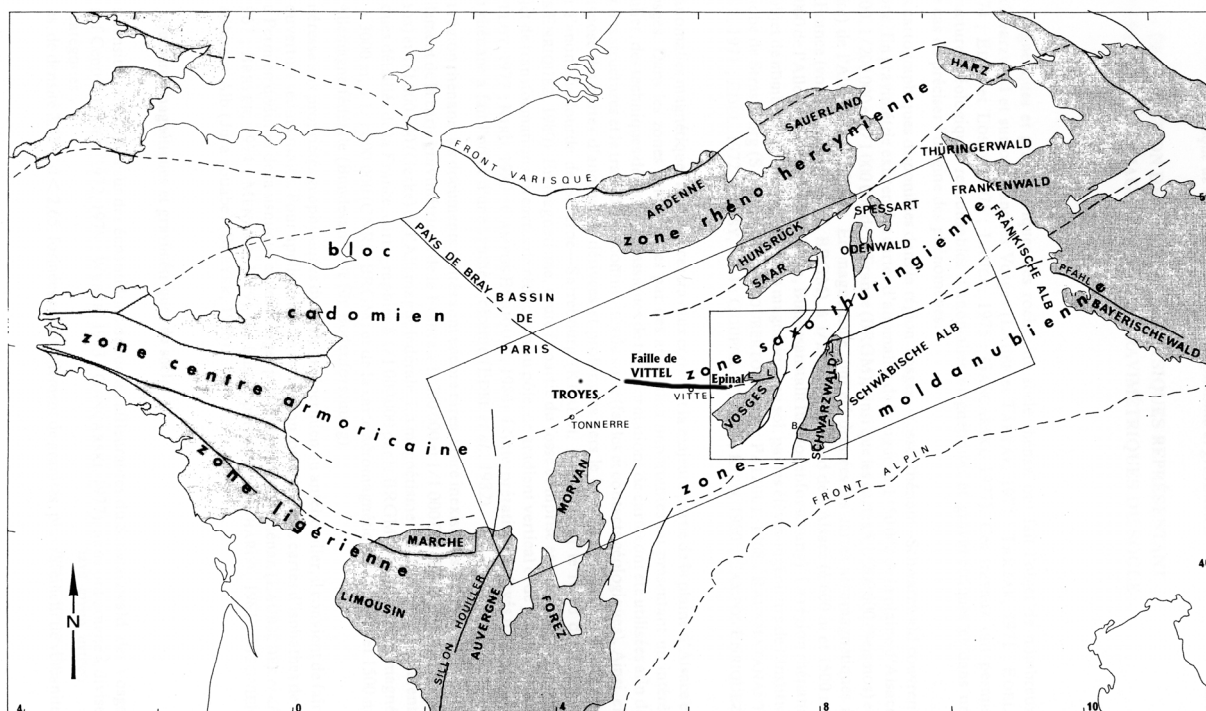 HARZ
SAUERLAND
FRONT VARISQUE
ARDENNE
zone rhéno hercynienne
THÜRINGERWALD
FRANKENWALD
SPESSART
HUNSRÜCK
ODENWALD
SAAR
FRÄNKISCHE ALB
PFAHL
BAYERISCHEWALD
PAYS DE BRAY
bloc
cadomien
BASSIN
DE
PARIS
zone saxo thuringienne
zone centre armoricaine
Faille de
VITTEL
Epinal
VITTEL
TROYES
TONNERRE
VOSGES
L
B
SCHWARZWALD
SCHWÄBISCHE ALB
zone moldanubienne
FRONT ALPIN
zone ligérienne
MORVAN
MARCHE
LIMOUSIN
SILLON HOUILLER
AUVERGNE
FOREZ
N
4
0
4
8
10